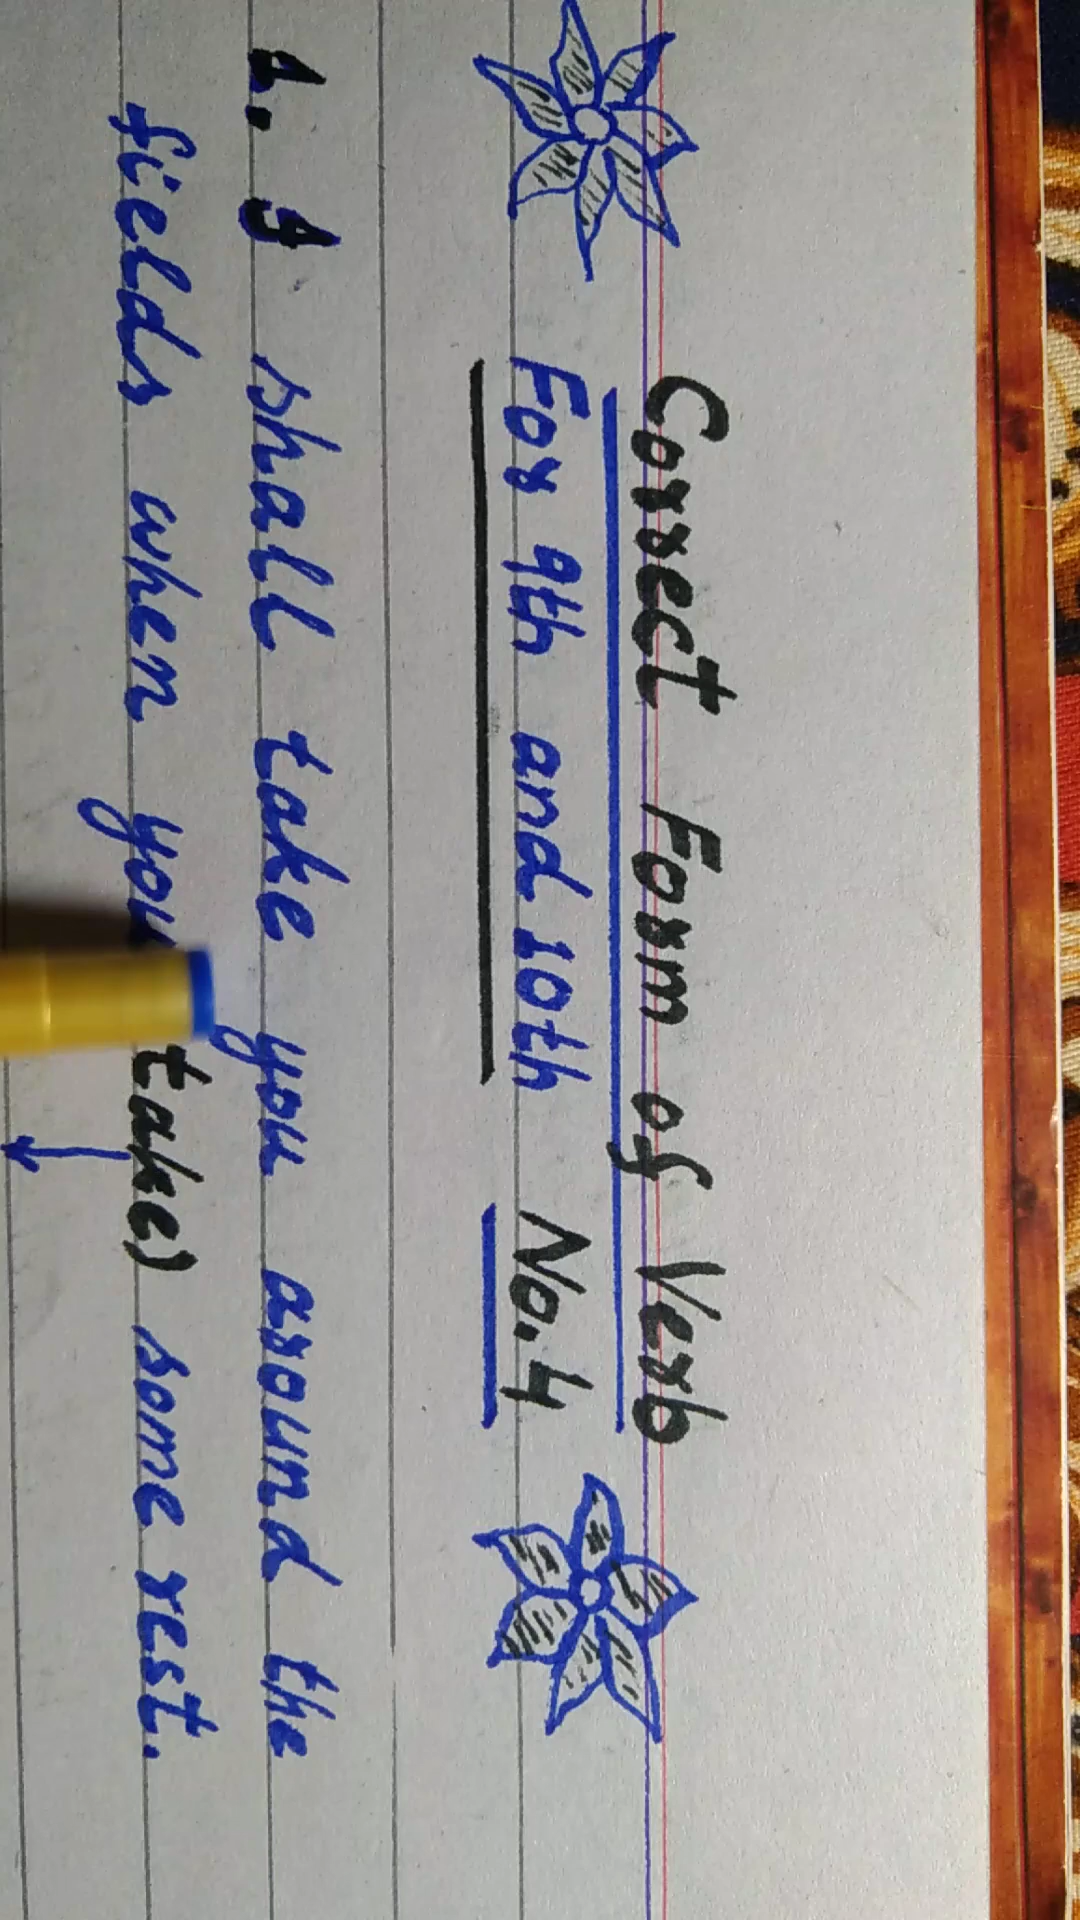 Correct Form of Verb
For 9th and 10th No.4
1. I shall take you around the
fields when you take) some rest.